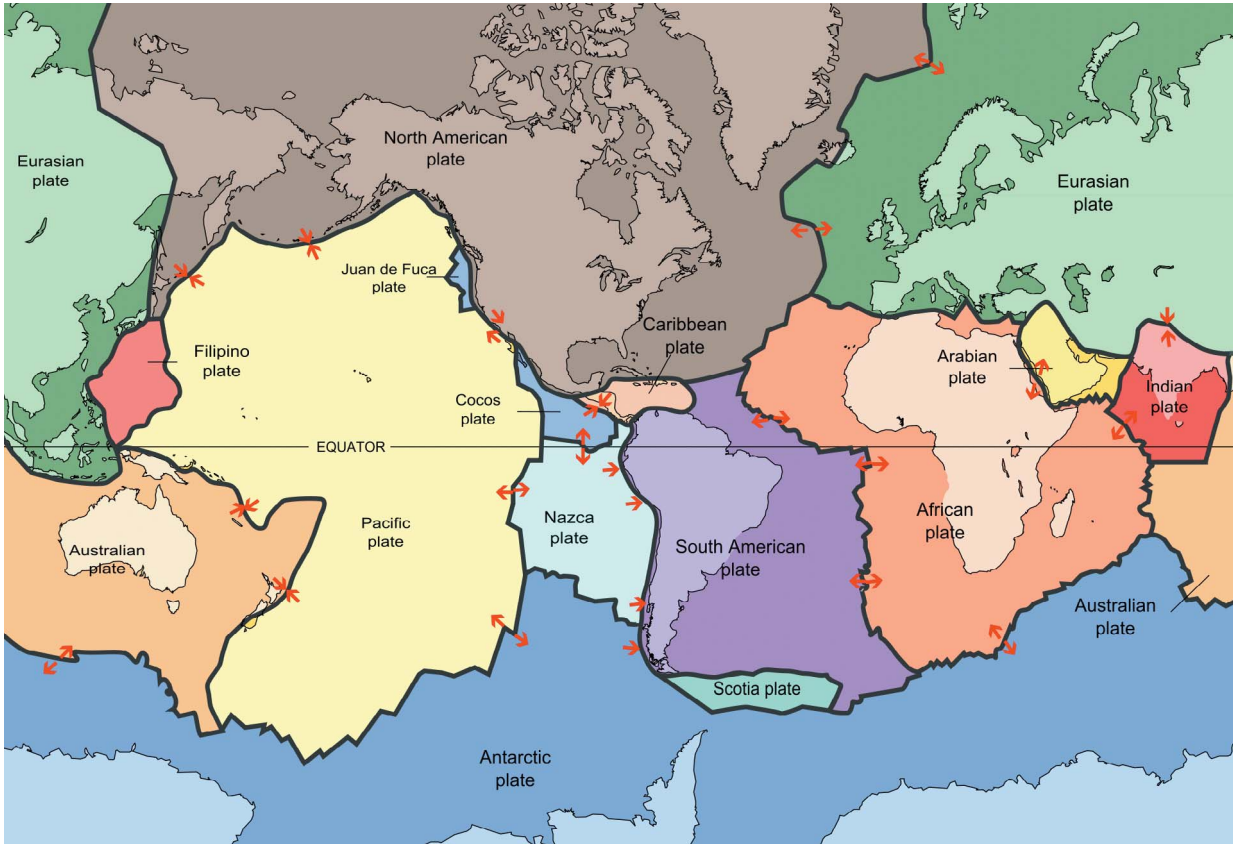 North American
plate
Eurasian
plate
Eurasian
plate
Juan de Fuca
plate
Caribbean
plate
Filipino
plate
Arabian
plate
Indian
plate
Cocos
plate
EQUATOR
Nazca
plate
African
plate
Pacific
plate
South American
plate
Australian
plate
Australian
plate
Scotia plate
Antarctic
plate